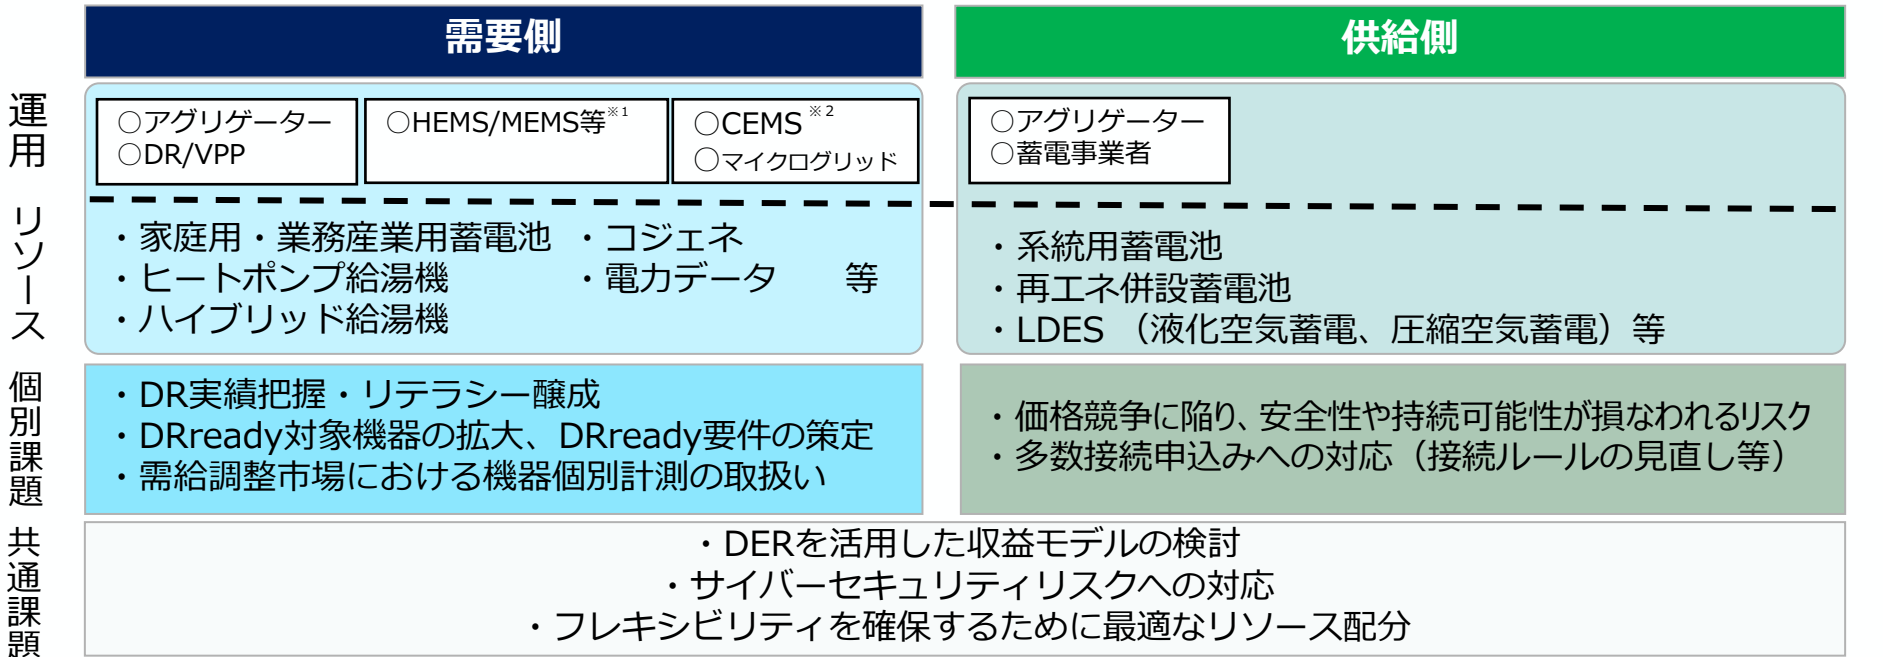 需要側
供給側
運用
○アグリゲーター
○DR/VPP
○HEMS/MEMS等※1
○CEMS※2
○マイクログリッド
○アグリゲーター
○蓄電事業者
リソース
・家庭用・業務産業用蓄電池 ・コジェネ
・ヒートポンプ給湯機 ・電力データ 等
・ハイブリッド給湯機
・系統用蓄電池
・再エネ併設蓄電池
・LDES （液化空気蓄電、圧縮空気蓄電）等
個別課題
・DR実績把握・リテラシー醸成
・DRready対象機器の拡大、DRready要件の策定
・需給調整市場における機器個別計測の取扱い
・価格競争に陥り、安全性や持続可能性が損なわれるリスク
・多数接続申込みへの対応（接続ルールの見直し等）
共通課題
・DERを活用した収益モデルの検討
・サイバーセキュリティリスクへの対応
・フレキシビリティを確保するために最適なリソース配分